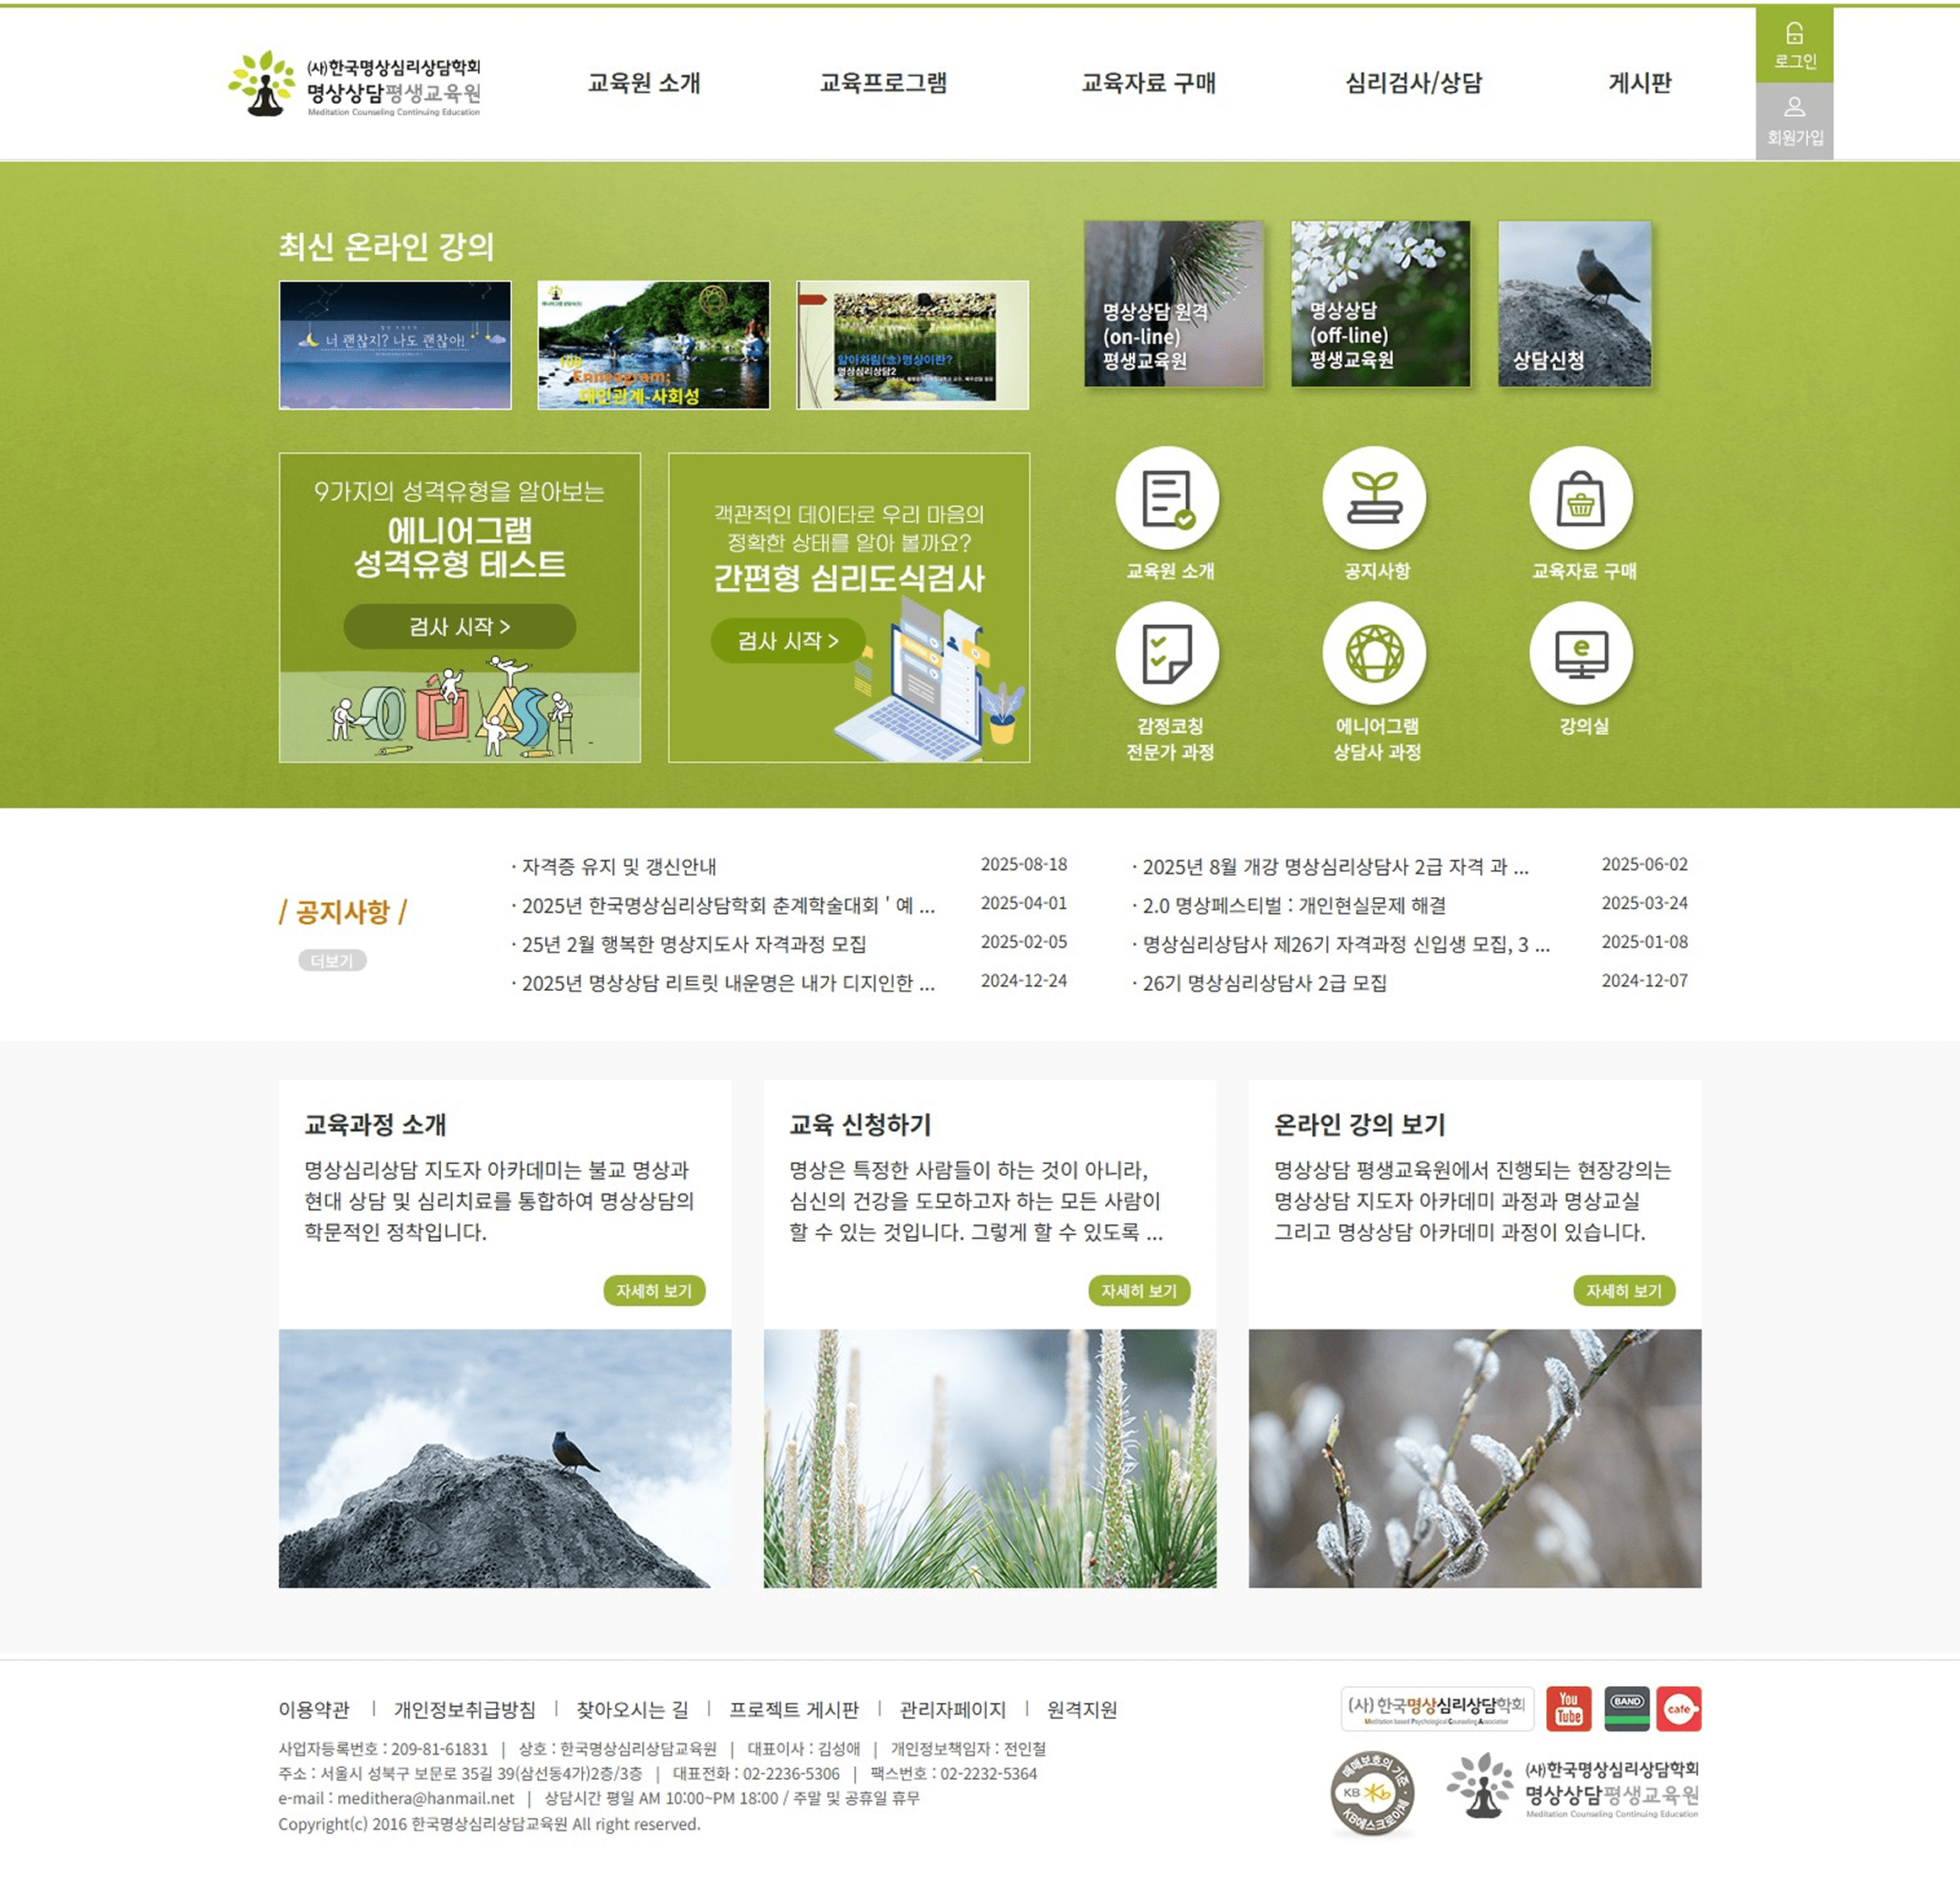 (사)한국명상심리상담학회
명상상담평생교육원
Meditation Counseling Continuing Education
교육원 소개
교육프로그램
교육자료 구매
심리검사/상담
게시판
로그인
회원가입
최신 온라인 강의
너 괜찮지? 나도 괜찮아!
Enneagram;
대인관계-사회성
알아차림(念)명상이란?
명상심리상담2
명상상담 원격
(on-line)
평생교육원
명상상담
(off-line)
평생교육원
상담신청
9가지의 성격유형을 알아보는
에니어그램
성격유형 테스트
검사 시작 >
객관적인 데이타로 우리 마음의
정확한 상태를 알아 볼까요?
간편형 심리도식검사
검사 시작 >
교육원 소개
공지사항
교육자료 구매
감정코칭
전문가 과정
에니어그램
상담사 과정
e
강의실
/ 공지사항 /
더보기
· 자격증 유지 및 갱신안내 2025-08-18
· 2025년 한국명상심리상담학회 춘계학술대회 ' 예 ... 2025-04-01
· 25년 2월 행복한 명상지도사 자격과정 모집 2025-02-05
· 2025년 명상상담 리트릿 내운명은 내가 디지인한 ... 2024-12-24
· 2025년 8월 개강 명상심리상담사 2급 자격 과 ... 2025-06-02
· 2.0 명상페스티벌 : 개인현실문제 해결 2025-03-24
· 명상심리상담사 제26기 자격과정 신입생 모집, 3 ... 2025-01-08
· 26기 명상심리상담사 2급 모집 2024-12-07
교육과정 소개
명상심리상담 지도자 아카데미는 불교 명상과
현대 상담 및 심리치료를 통합하여 명상상담의
학문적인 정착입니다.
자세히 보기
교육 신청하기
명상은 특정한 사람들이 하는 것이 아니라,
심신의 건강을 도모하고자 하는 모든 사람이
할 수 있는 것입니다. 그렇게 할 수 있도록 ...
자세히 보기
온라인 강의 보기
명상상담 평생교육원에서 진행되는 현장강의는
명상상담 지도자 아카데미 과정과 명상교실
그리고 명상상담 아카데미 과정이 있습니다.
자세히 보기
이용약관 | 개인정보취급방침 | 찾아오시는 길 | 프로젝트 게시판 | 관리자페이지 | 원격지원
사업자등록번호 : 209-81-61831 | 상호 : 한국명상심리상담교육원 | 대표이사 : 김성애 | 개인정보책임자 : 전인철
주소 : 서울시 성북구 보문로 35길 39(삼선동4가)2층/3층 | 대표전화 : 02-2236-5306 | 팩스번호 : 02-2232-5364
e-mail : medithera@hanmail.net | 상담시간 평일 AM 10:00~PM 18:00 / 주말 및 공휴일 휴무
Copyright(c) 2016 한국명상심리상담교육원 All right reserved.
(사) 한국명상심리상담학회
Meditation based Psychological Counseling Association
You
Tube
BAND
cafe
매매보호의 기준
KB
KB에스크로이체
(사)한국명상심리상담학회
명상상담평생교육원
Meditation Counseling Continuing Education